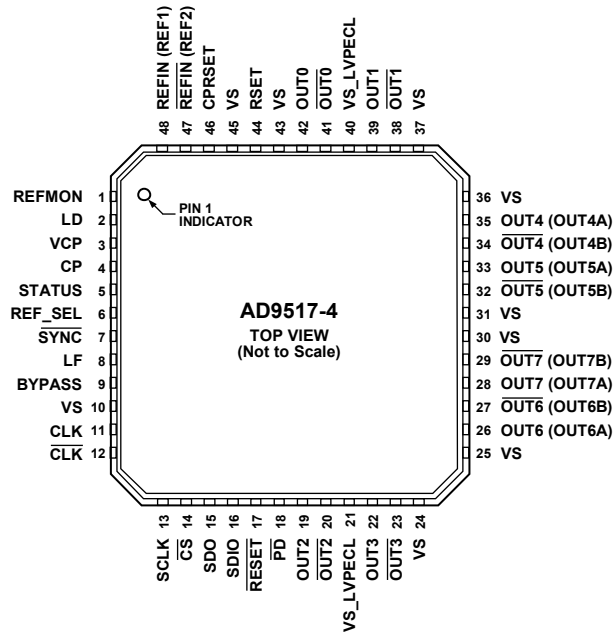 48 REFIN (REF1)
47 REFIN (REF2)
46 CPRSET
45 VS
44 RSET
43 VS
42 OUT0
41 OUT0
40 VS_LVPECL
39 OUT1
38 OUT1
37 VS
REFMON 1
LD 2
VCP 3
CP 4
STATUS 5
REF_SEL 6
SYNC 7
LF 8
BYPASS 9
VS 10
CLK 11
CLK 12
PIN 1
INDICATOR
AD9517-4
TOP VIEW
(Not to Scale)
36 VS
35 OUT4 (OUT4A)
34 OUT4 (OUT4B)
33 OUT5 (OUT5A)
32 OUT5 (OUT5B)
31 VS
30 VS
29 OUT7 (OUT7B)
28 OUT7 (OUT7A)
27 OUT6 (OUT6B)
26 OUT6 (OUT6A)
25 VS
SCLK 13
CS 14
SDO 15
SDIO 16
RESET 17
PD 18
OUT2 19
OUT2 20
VS_LVPECL 21
OUT3 22
OUT3 23
VS 24